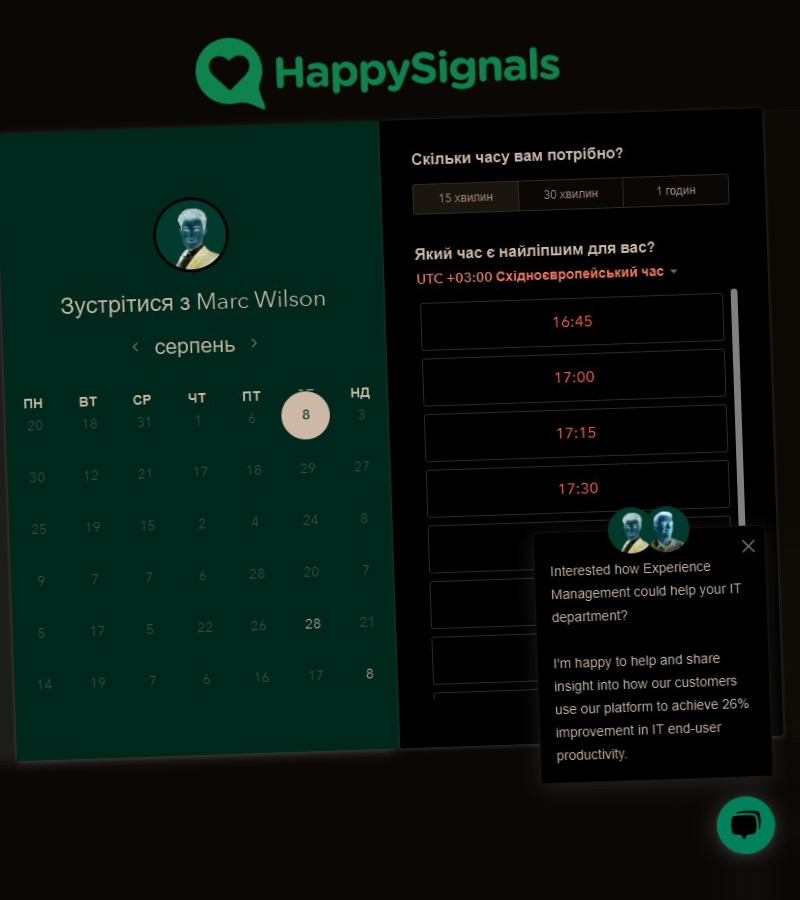 HappySignals
Зустрітися з Marc Wilson
серпень
ПН ВТ СР ЧТ ПТ НД
20 18 31 1 6 8 3
30 12 21 17 18 29 27
25 19 15 2 4 24 8
9 7 7 6 28 20 7
5 17 5 22 26 28 21
14 19 7 6 16 17 8
Скільки часу вам потрібно?
15 хвилин 30 хвилин 1 годин
Який час є найліпшим для вас?
UTC +03:00 Східноєвропейський час
16:45
17:00
17:15
17:30
Interested how Experience
Management could help your IT
department?
I'm happy to help and share
insight into how our customers
use our platform to achieve 26%
improvement in IT end-user
productivity.